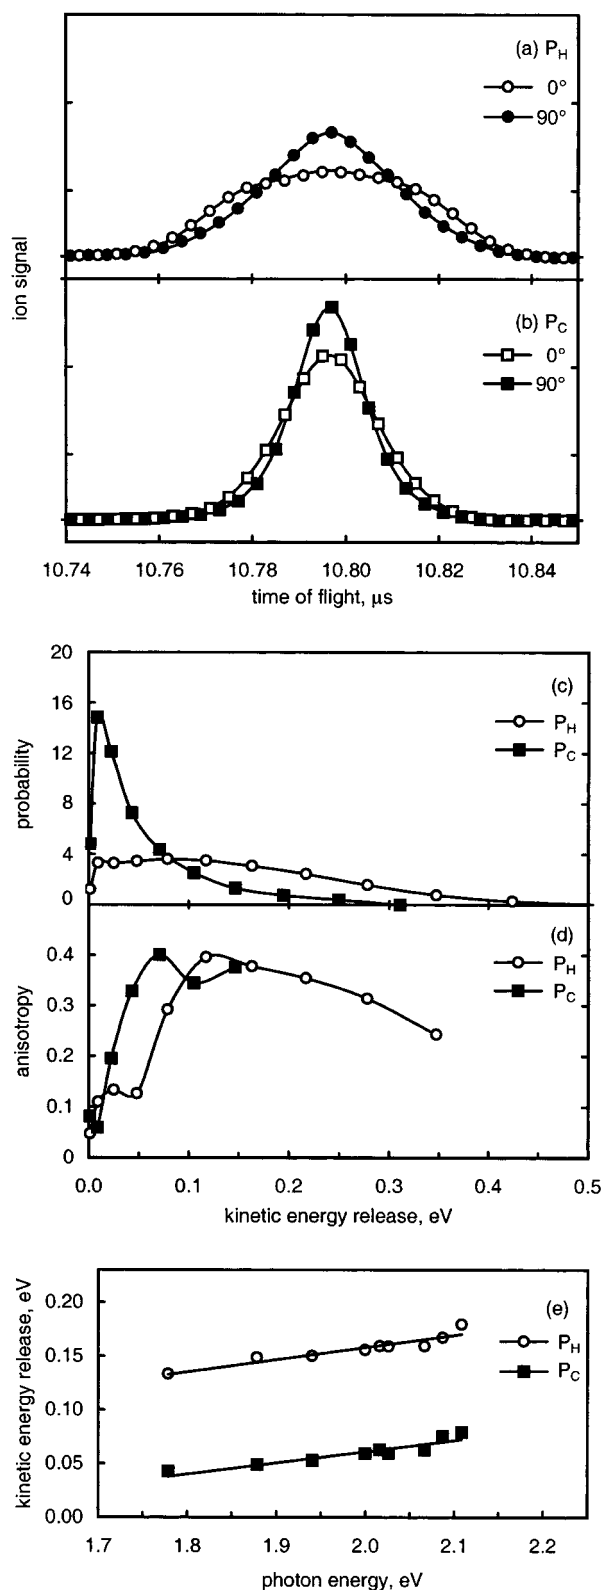 (a) P_H
0°
90°
ion signal
(b) P_C
0°
90°
10.74 10.76 10.78 10.80 10.82 10.84
time of flight, μs
20
16
12
8
4
0
probability
(c)
P_H
P_C
0.4
0.3
0.2
0.1
0
anisotropy
(d)
P_H
P_C
0.0 0.1 0.2 0.3 0.4 0.5
kinetic energy release, eV
0.20
0.15
0.10
0.05
0.00
kinetic energy release, eV
(e)
P_H
P_C
1.7 1.8 1.9 2.0 2.1 2.2
photon energy, eV